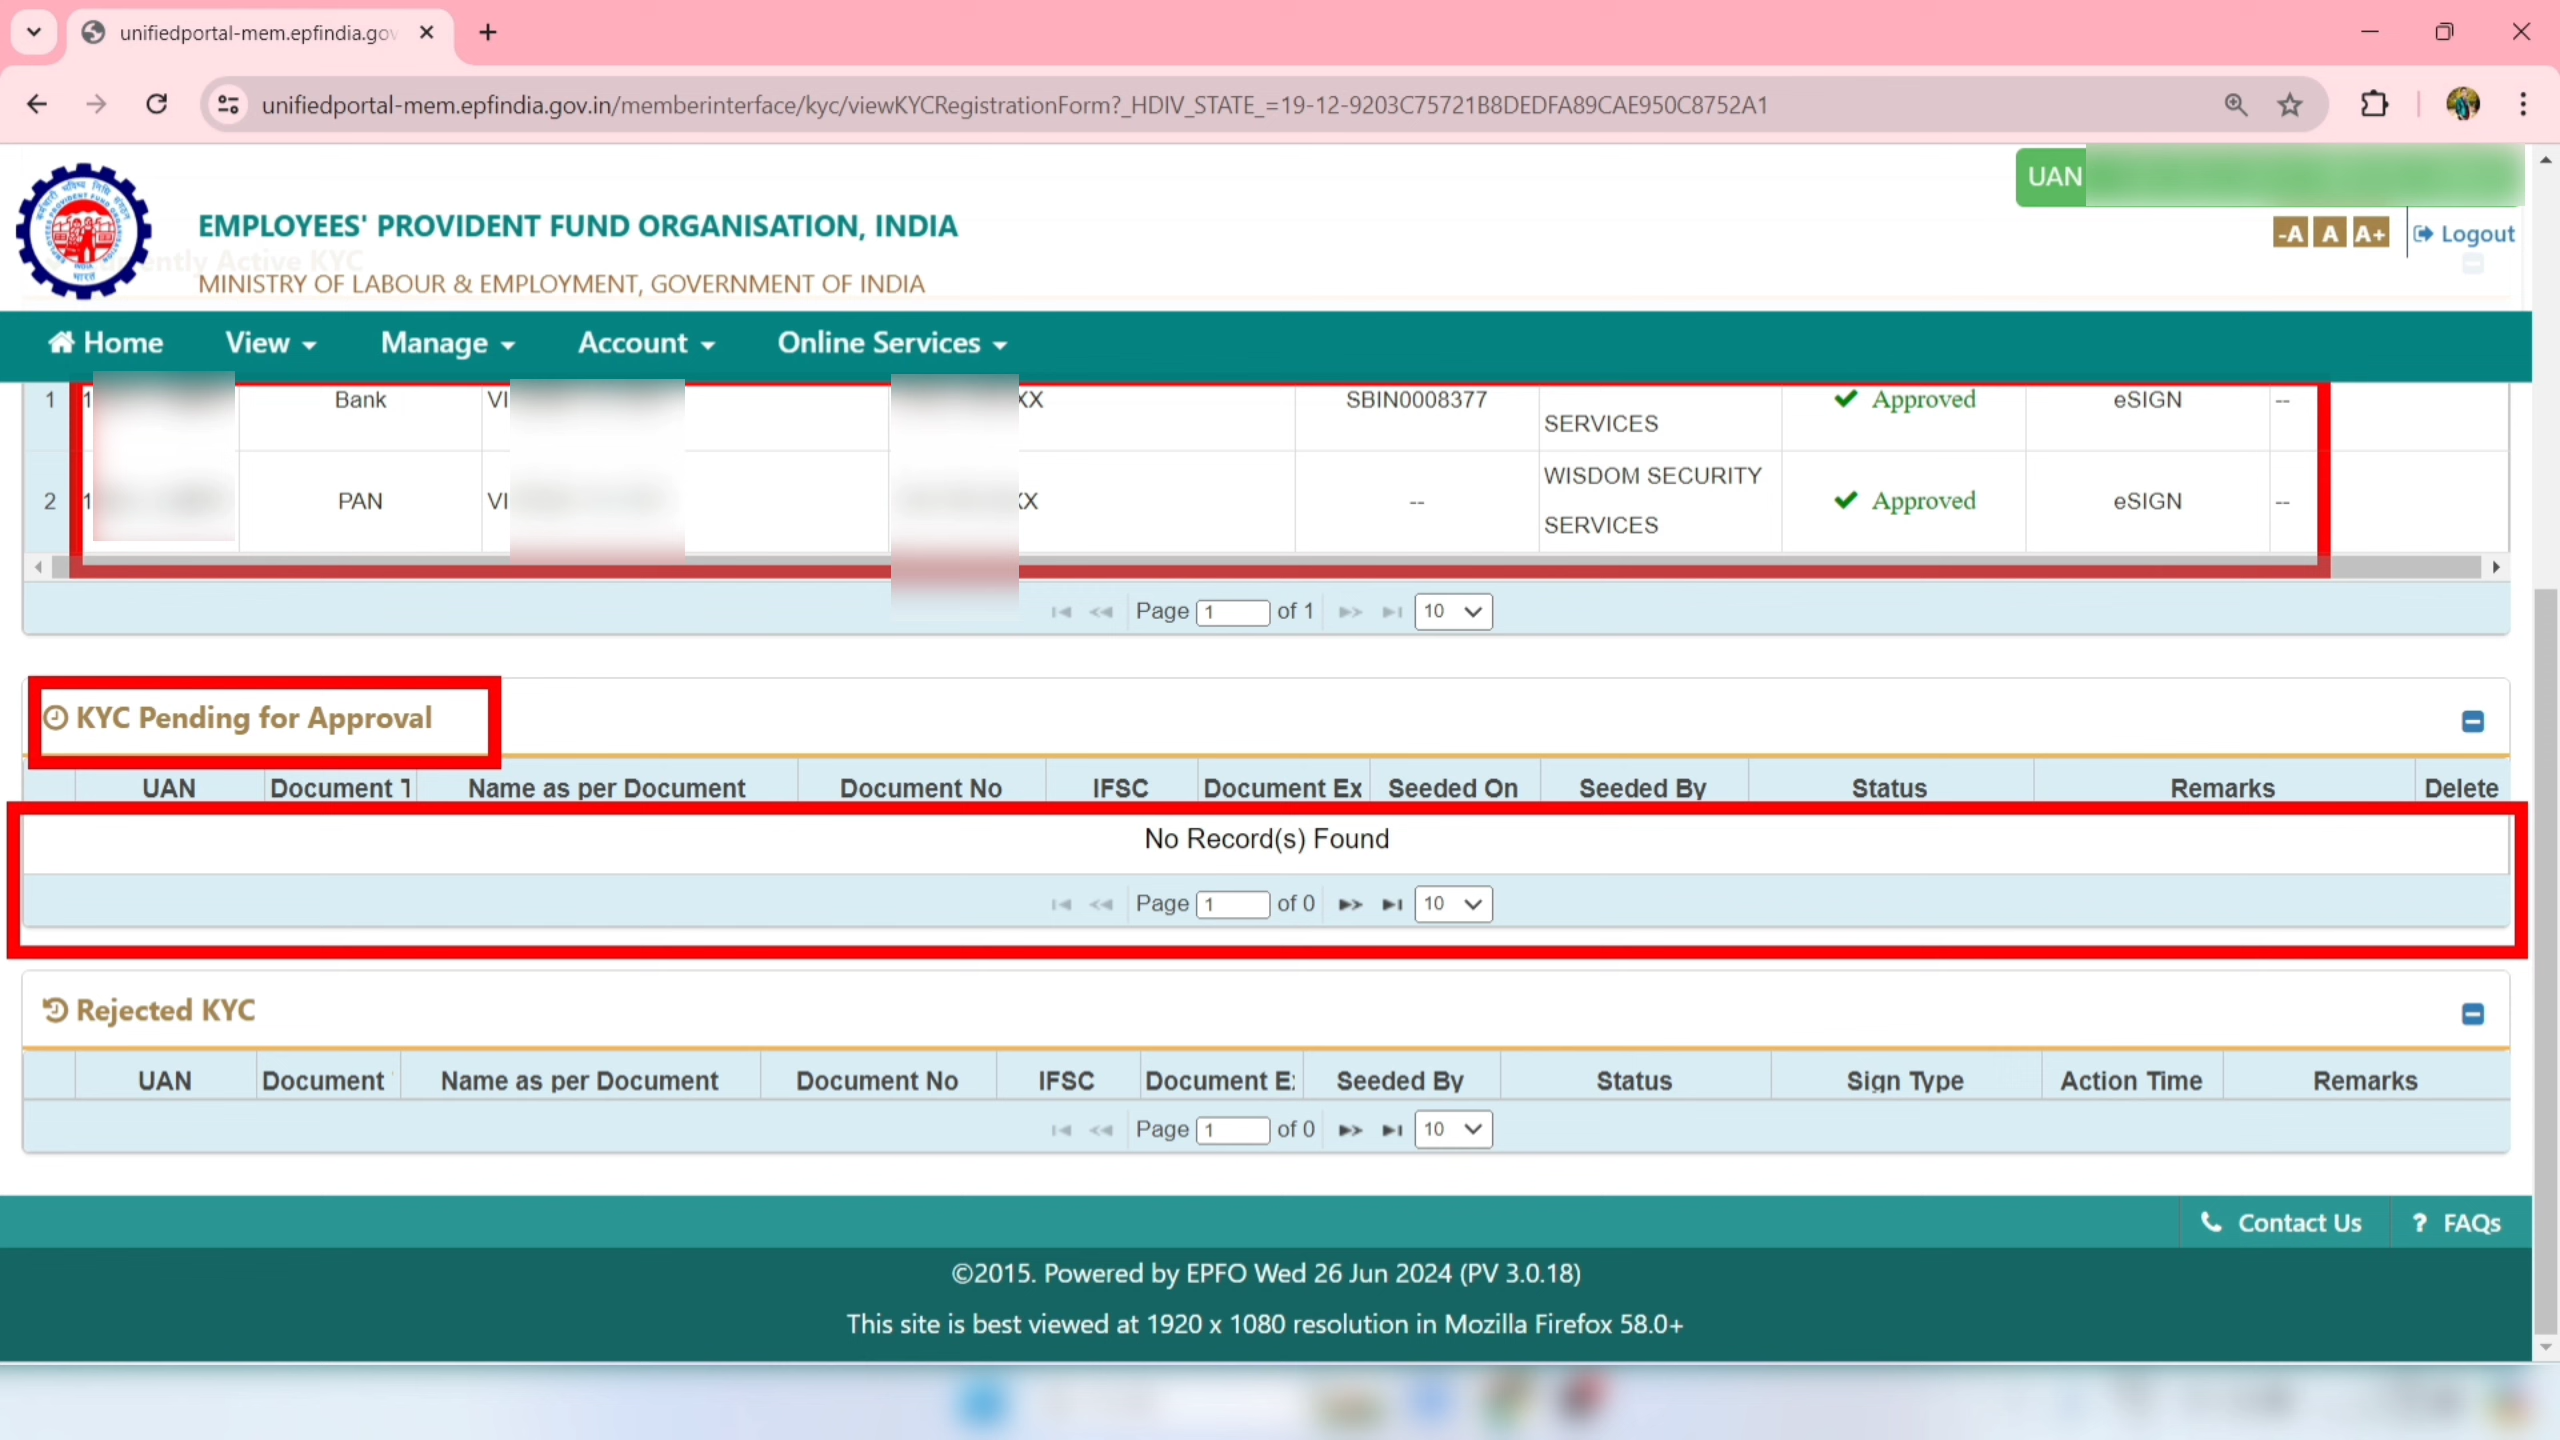 unifiedportal-mem.epfindia.gov
unifiedportal-mem.epfindia.gov.in/memberinterface/kyc/viewKYCRegistrationForm?_HDIV_STATE_=19-12-9203C75721B8DEDFA89CAE950C8752A1
UAN
EMPLOYEES' PROVIDENT FUND ORGANISATION, INDIA
-A A A+ Logout
MINISTRY OF LABOUR & EMPLOYMENT, GOVERNMENT OF INDIA
Home View Manage Account Online Services
1 1 Bank VI XX SBIN0008377 SERVICES Approved eSIGN --
2 1 PAN VI XX -- WISDOM SECURITY SERVICES Approved eSIGN --
Page 1 of 1 10
KYC Pending for Approval
UAN Document T Name as per Document Document No IFSC Document Ex Seeded On Seeded By Status Remarks Delete
No Record(s) Found
Page 1 of 0 10
Rejected KYC
UAN Document Name as per Document Document No IFSC Document E Seeded By Status Sign Type Action Time Remarks
Page 1 of 0 10
Contact Us ? FAQs
©2015. Powered by EPFO Wed 26 Jun 2024 (PV 3.0.18)
This site is best viewed at 1920 x 1080 resolution in Mozilla Firefox 58.0+